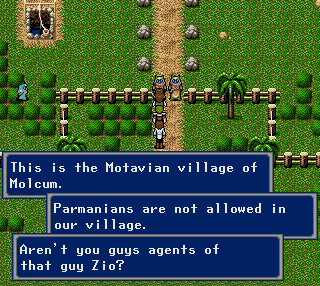 This is the Motavian village of
Molcum.
Parmanians are not allowed in
our village.
Aren't you guys agents of
that guy Zio?